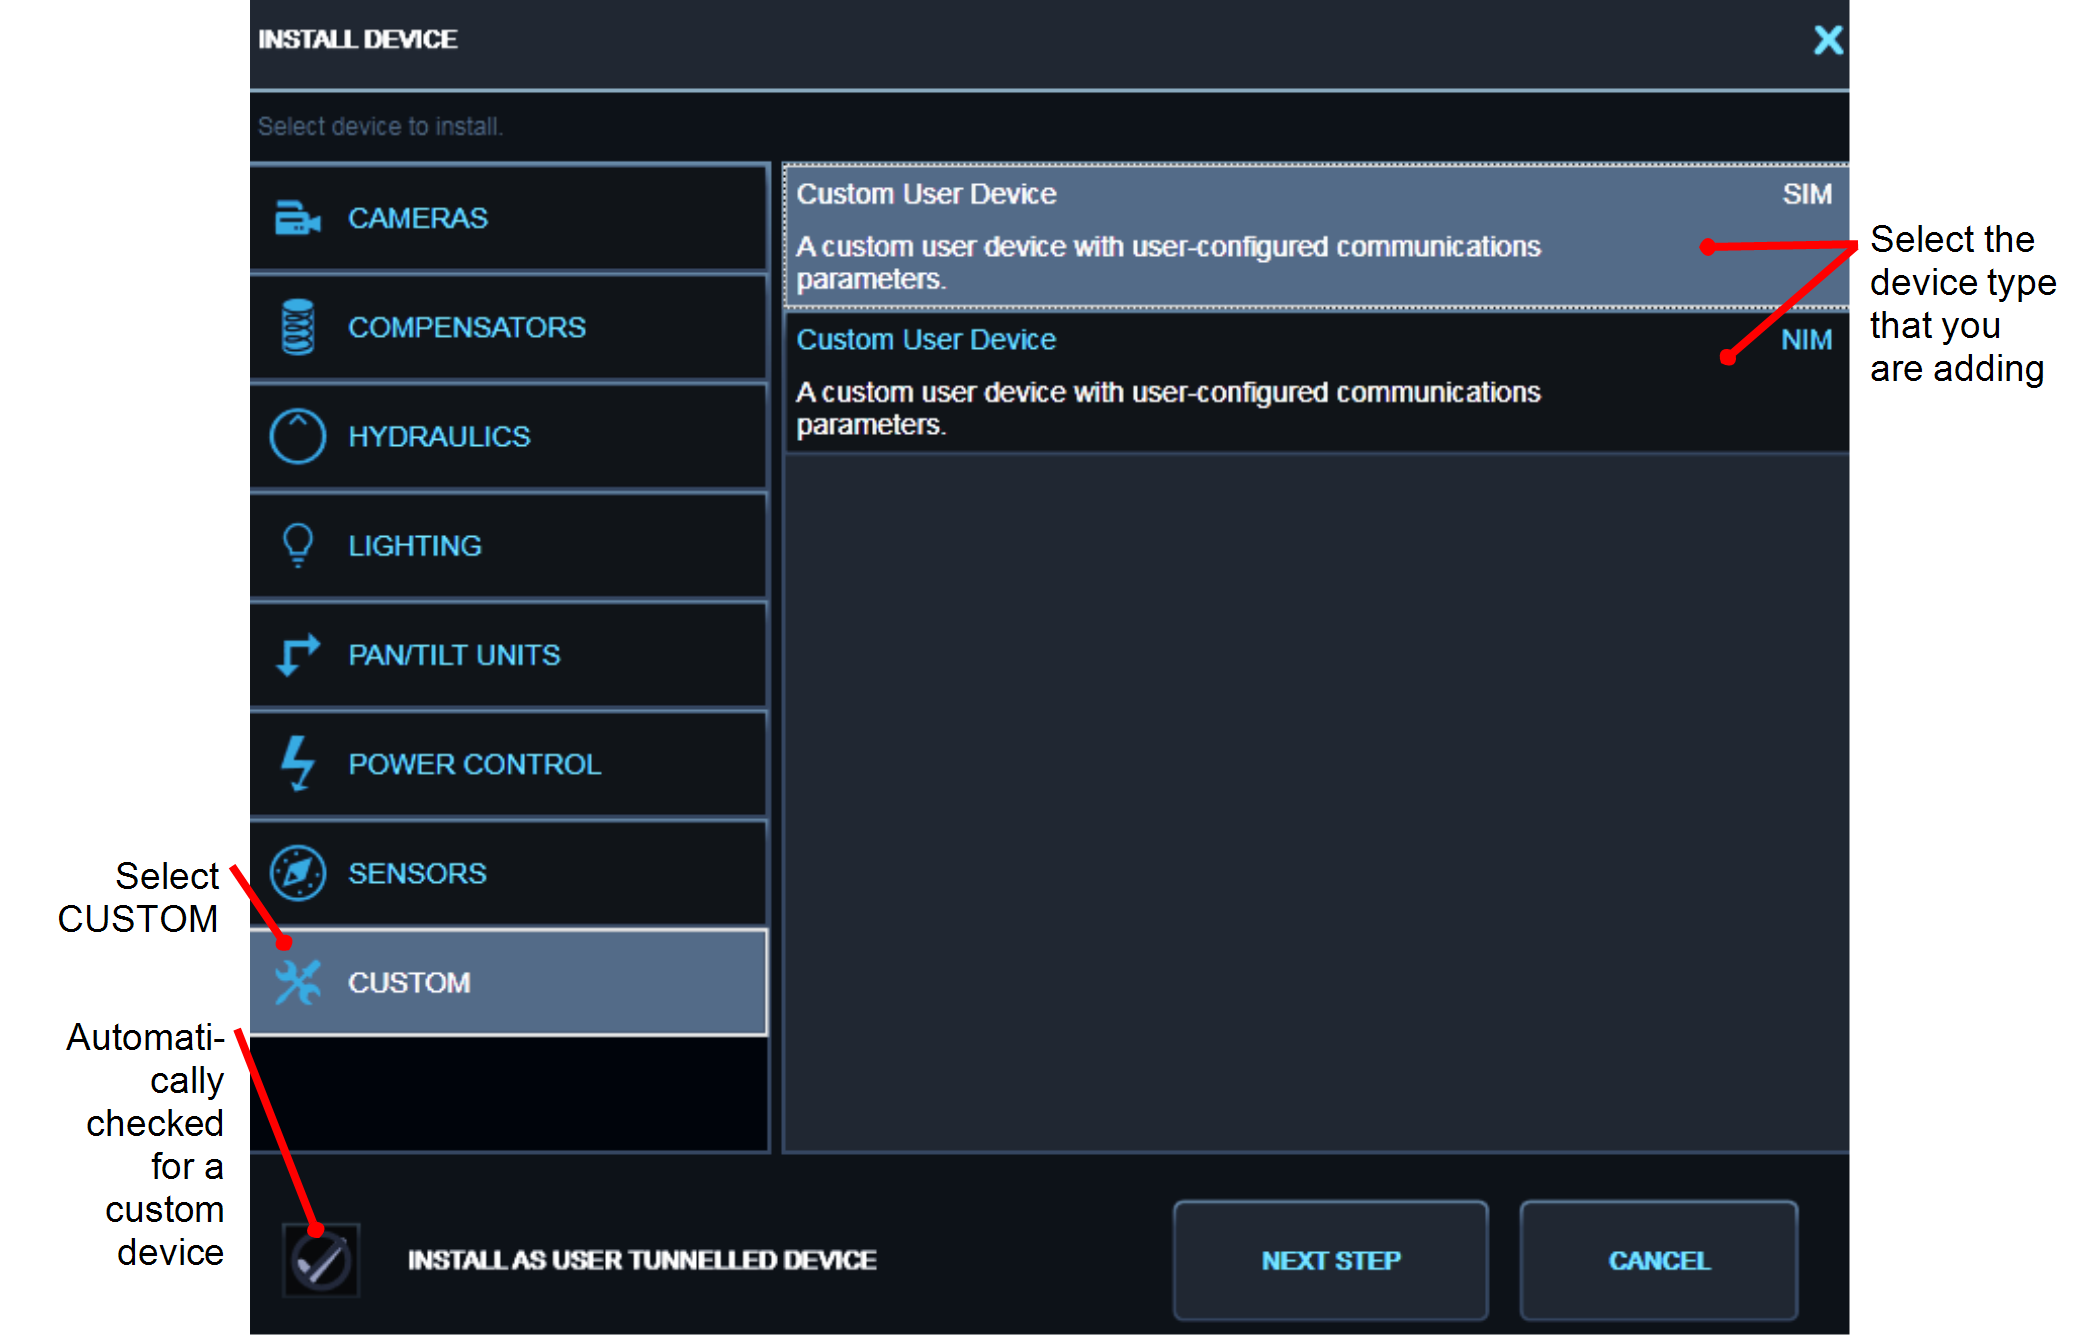 INSTALL DEVICE
Select device to install.
CAMERAS
COMPENSATORS
HYDRAULICS
LIGHTING
PAN/TILT UNITS
POWER CONTROL
SENSORS
CUSTOM
Custom User Device SIM
A custom user device with user-configured communications
parameters.
Custom User Device NIM
A custom user device with user-configured communications
parameters.
Select the
device type
that you
are adding
Select
CUSTOM
Automati-
cally
checked
for a
custom
device
INSTALL AS USER TUNNELLED DEVICE
NEXT STEP
CANCEL